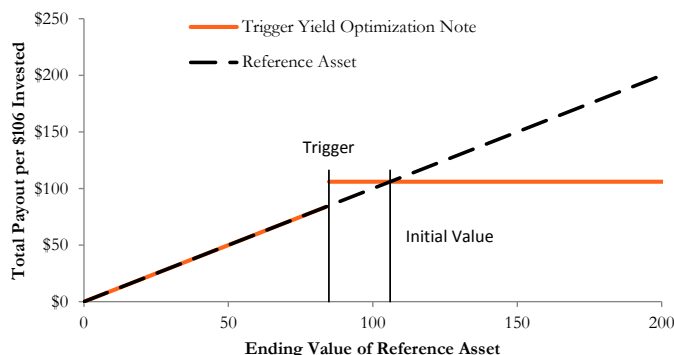 $250
$200
$150
$100
$50
$0
Total Payout per $106 Invested
Trigger Yield Optimization Note
Reference Asset
Trigger
Initial Value
0
50
100
150
200
Ending Value of Reference Asset